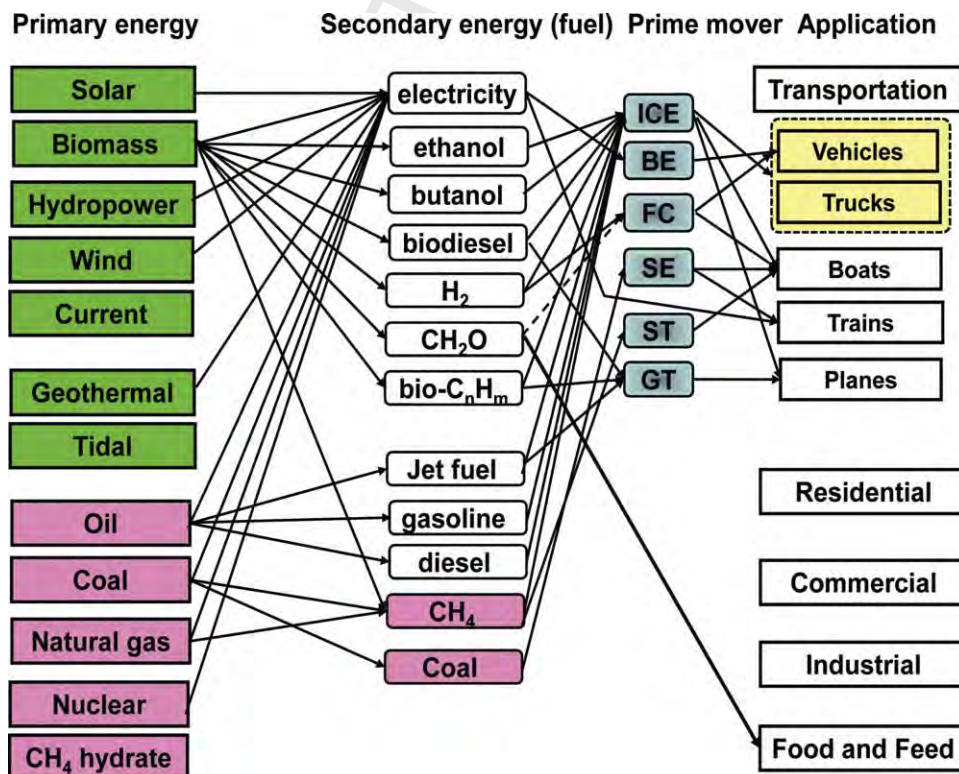 Primary energy
Secondary energy (fuel)
Prime mover
Application
Solar
Biomass
Hydropower
Wind
Current
Geothermal
Tidal
Oil
Coal
Natural gas
Nuclear
CH₄ hydrate
electricity
ethanol
butanol
biodiesel
H₂
CH₂O
bio-CₙHₘ
Jet fuel
gasoline
diesel
CH₄
Coal
ICE
BE
FC
SE
ST
GT
Transportation
Vehicles
Trucks
Boats
Trains
Planes
Residential
Commercial
Industrial
Food and Feed